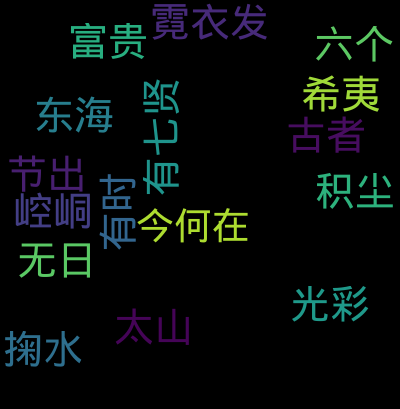 霓衣发
富贵
六个
希夷
东海
有七贤
古者
节出
有时
积尘
崆峒
今何在
无日
光彩
太山
掬水